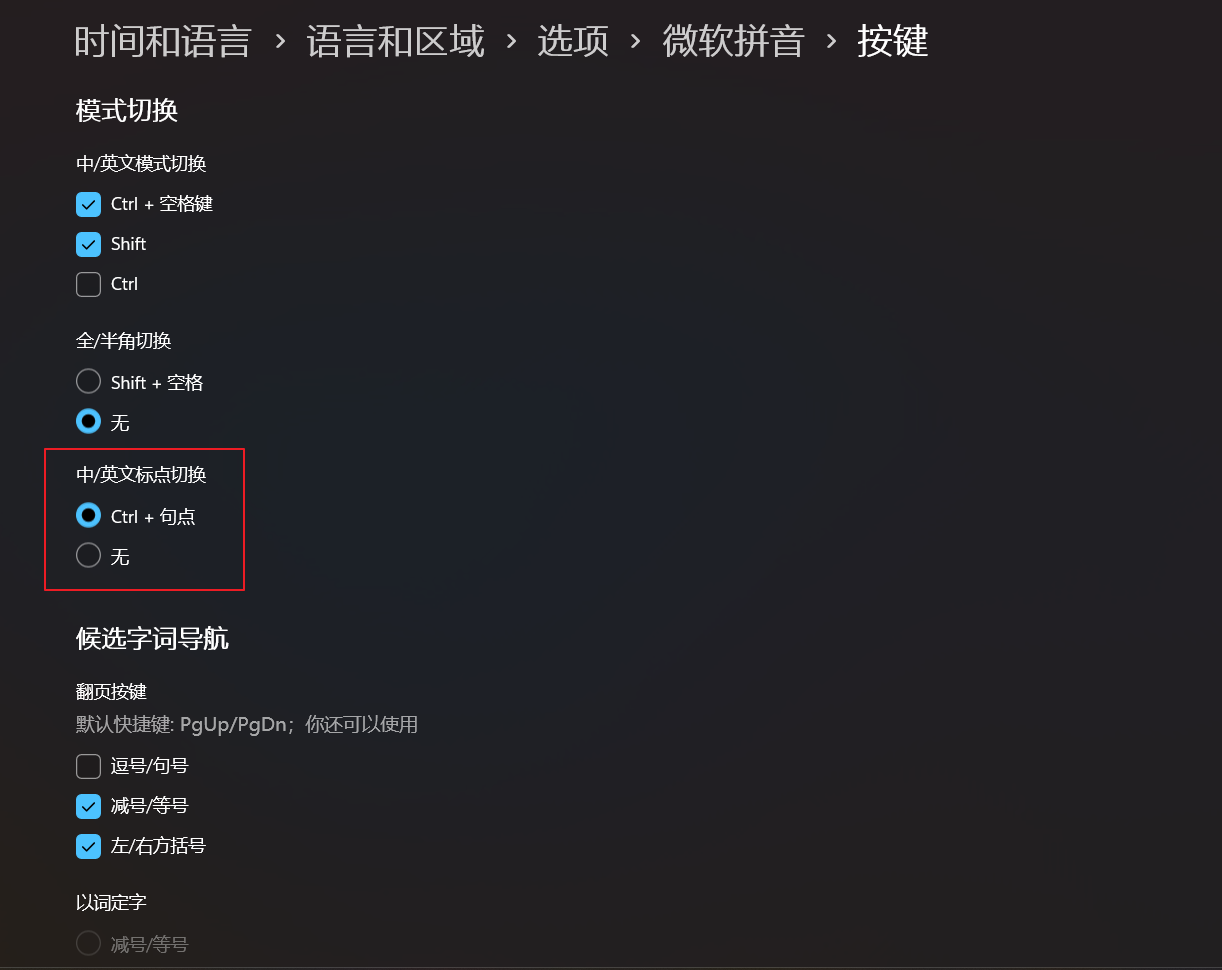 时间和语言 › 语言和区域 › 选项 › 微软拼音 › 按键
模式切换
中/英文模式切换
Ctrl + 空格键
Shift
Ctrl
全/半角切换
Shift + 空格
无
中/英文标点切换
Ctrl + 句点
无
候选字词导航
翻页按键
默认快捷键: PgUp/PgDn；你还可以使用
逗号/句号
减号/等号
左/右方括号
以词定字
减号/等号